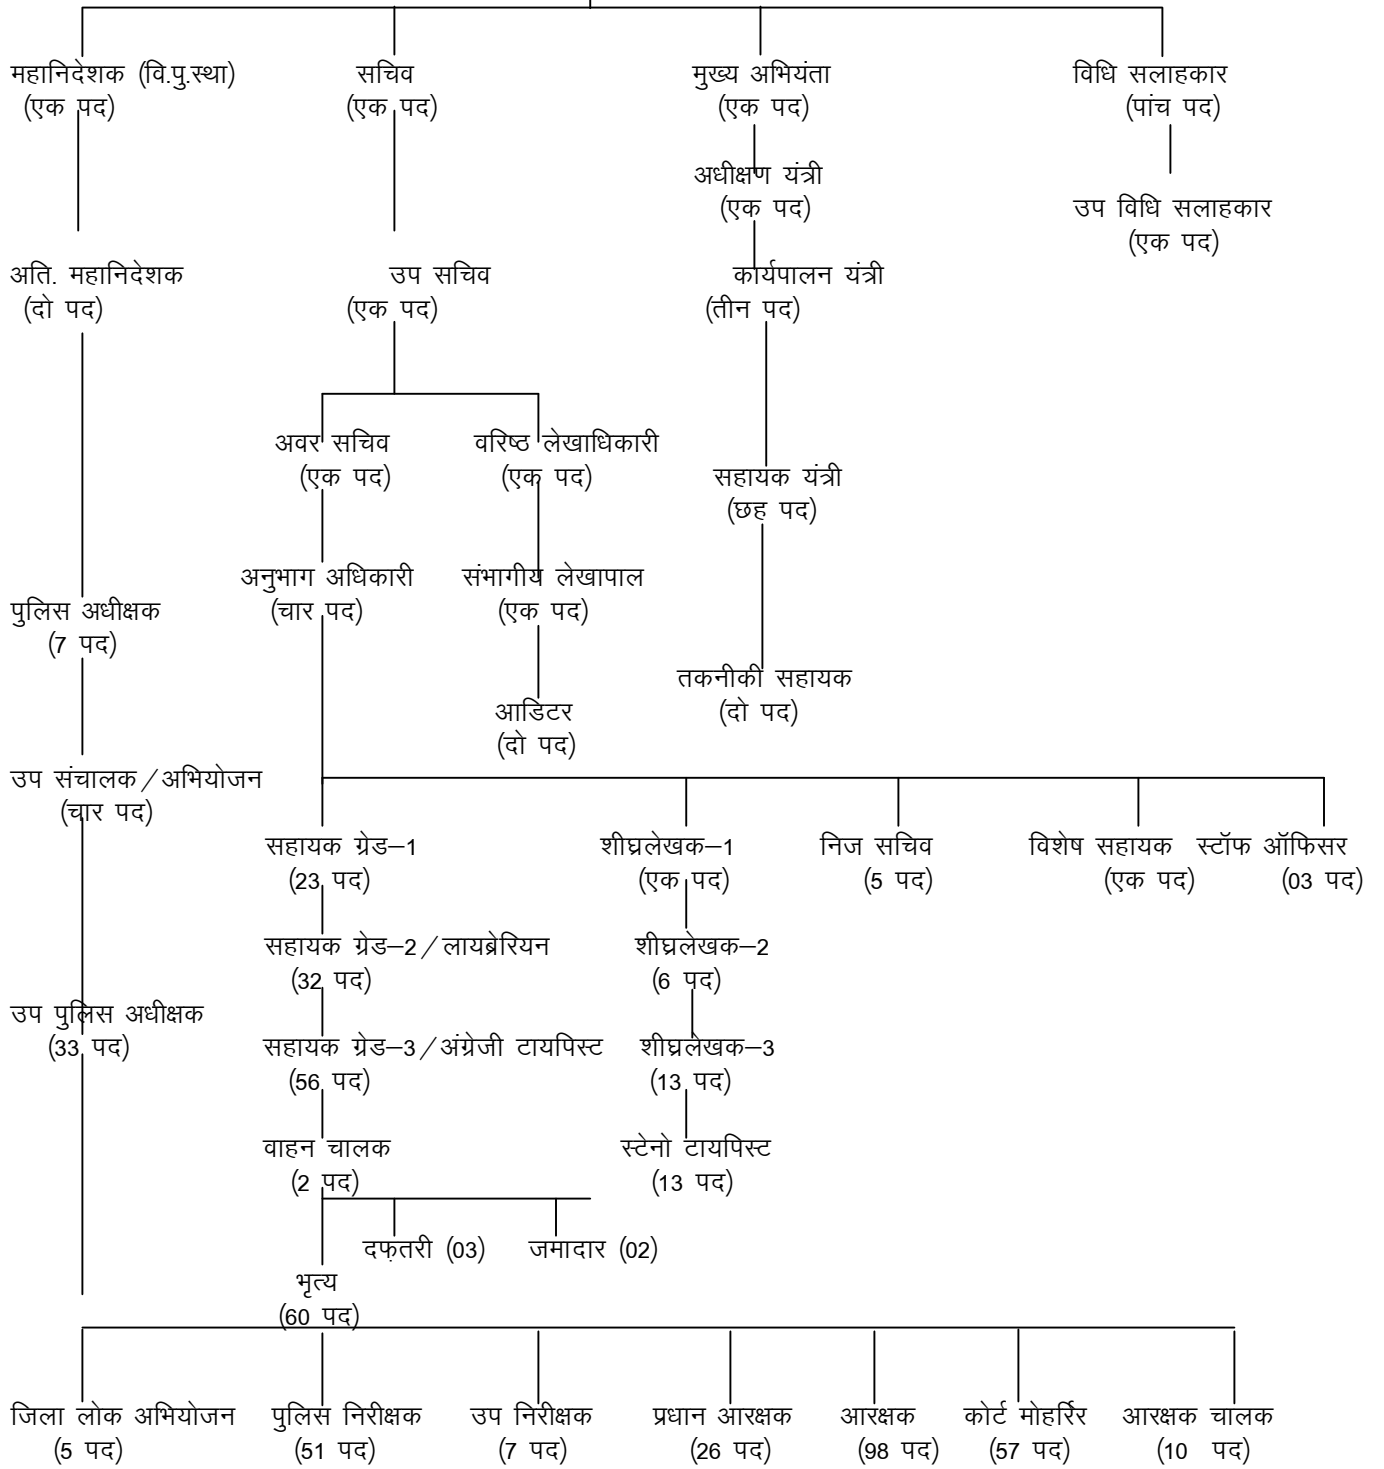 महानिदेशक (वि.पु.स्था) सचिव मुख्य अभियंता विधि सलाहकार
(एक पद) (एक पद) (एक पद) (पांच पद)
अधीक्षण यंत्री
(एक पद) उप विधि सलाहकार
(एक पद)
अति. महानिदेशक उप सचिव कार्यपालन यंत्री
(दो पद) (एक पद) (तीन पद)
अवर सचिव वरिष्ठ लेखाधिकारी
(एक पद) (एक पद) सहायक यंत्री
(छह पद)
अनुभाग अधिकारी संभागीय लेखापाल
पुलिस अधीक्षक (चार पद) (एक पद)
(7 पद)
तकनीकी सहायक
आडिटर (दो पद)
(दो पद)
उप संचालक/अभियोजन
(चार पद)
सहायक ग्रेड–1 शीघ्रलेखक–1 निज सचिव विशेष सहायक स्टॉफ ऑफिसर
(23 पद) (एक पद) (5 पद) (एक पद) (03 पद)
सहायक ग्रेड–2/लायब्रेरियन शीघ्रलेखक–2
(32 पद) (6 पद)
उप पुलिस अधीक्षक
(33 पद) सहायक ग्रेड–3/अंग्रेजी टायपिस्ट शीघ्रलेखक–3
(56 पद) (13 पद)
वाहन चालक स्टेनो टायपिस्ट
(2 पद) (13 पद)
दफ़तरी (03) जमादार (02)
भृत्य
(60 पद)
जिला लोक अभियोजन पुलिस निरीक्षक उप निरीक्षक प्रधान आरक्षक आरक्षक कोर्ट मोहर्रिर आरक्षक चालक
(5 पद) (51 पद) (7 पद) (26 पद) (98 पद) (57 पद) (10 पद)